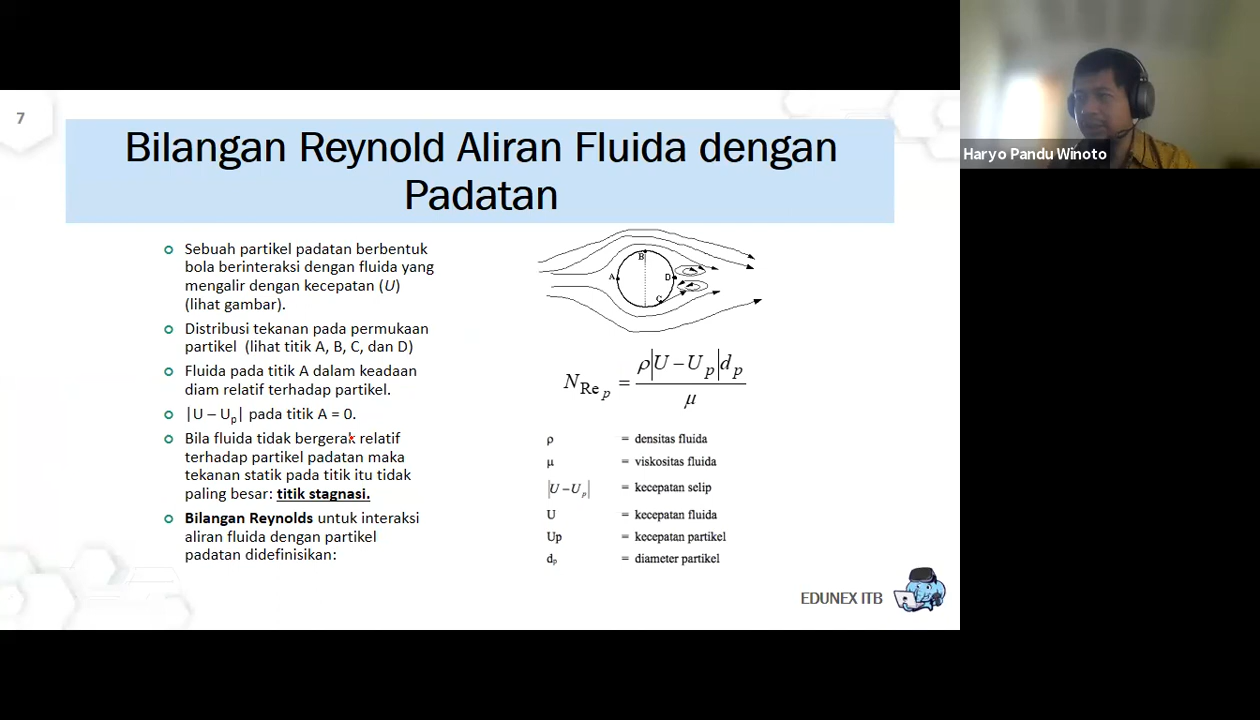 7
Bilangan Reynold Aliran Fluida dengan
Padatan
Sebuah partikel padatan berbentuk
bola berinteraksi dengan fluida yang
mengalir dengan kecepatan (U)
(lihat gambar).
Distribusi tekanan pada permukaan
partikel (lihat titik A, B, C, dan D)
Fluida pada titik A dalam keadaan
diam relatif terhadap partikel.
|U – Up| pada titik A = 0.
Bila fluida tidak bergerak relatif
terhadap partikel padatan maka
tekanan statik pada titik itu tidak
paling besar: titik stagnasi.
Bilangan Reynolds untuk interaksi
aliran fluida dengan partikel
padatan didefinisikan:
B
A
D
C
N Re p = ρ|U − Up|dp / μ
ρ = densitas fluida
μ = viskositas fluida
|U − Up| = kecepatan selip
U = kecepatan fluida
Up = kecepatan partikel
dp = diameter partikel
EDUNEX ITB
Haryo Pandu Winoto